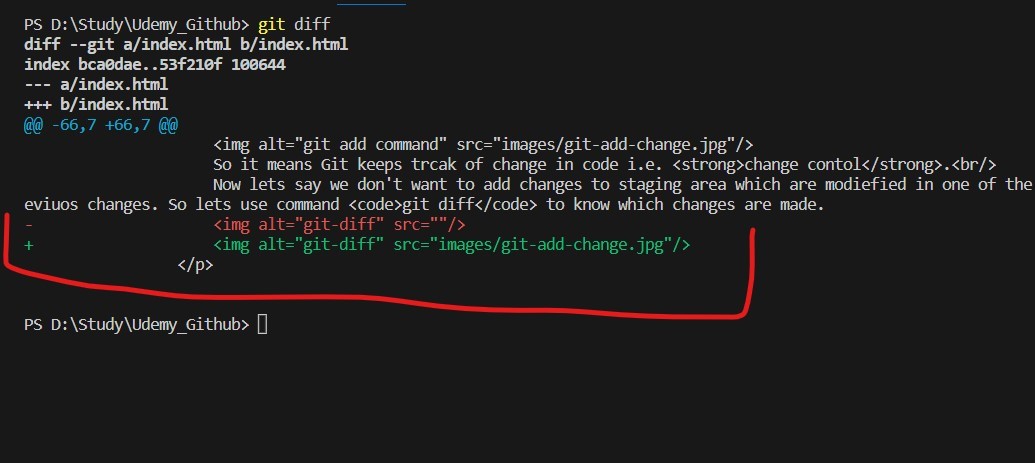 PS D:\Study\Udemy_Github> git diff
diff --git a/index.html b/index.html
index bca0dae..53f210f 100644
--- a/index.html
+++ b/index.html
@@ -66,7 +66,7 @@
<img alt="git add command" src="images/git-add-change.jpg"/>
So it means Git keeps trcak of change in code i.e. <strong>change contol</strong>.<br/>
Now lets say we don't want to add changes to staging area which are modiefied in one of the
eviuos changes. So lets use command <code>git diff</code> to know which changes are made.
- <img alt="git-diff" src=""/>
+ <img alt="git-diff" src="images/git-add-change.jpg"/>
</p>
PS D:\Study\Udemy_Github>